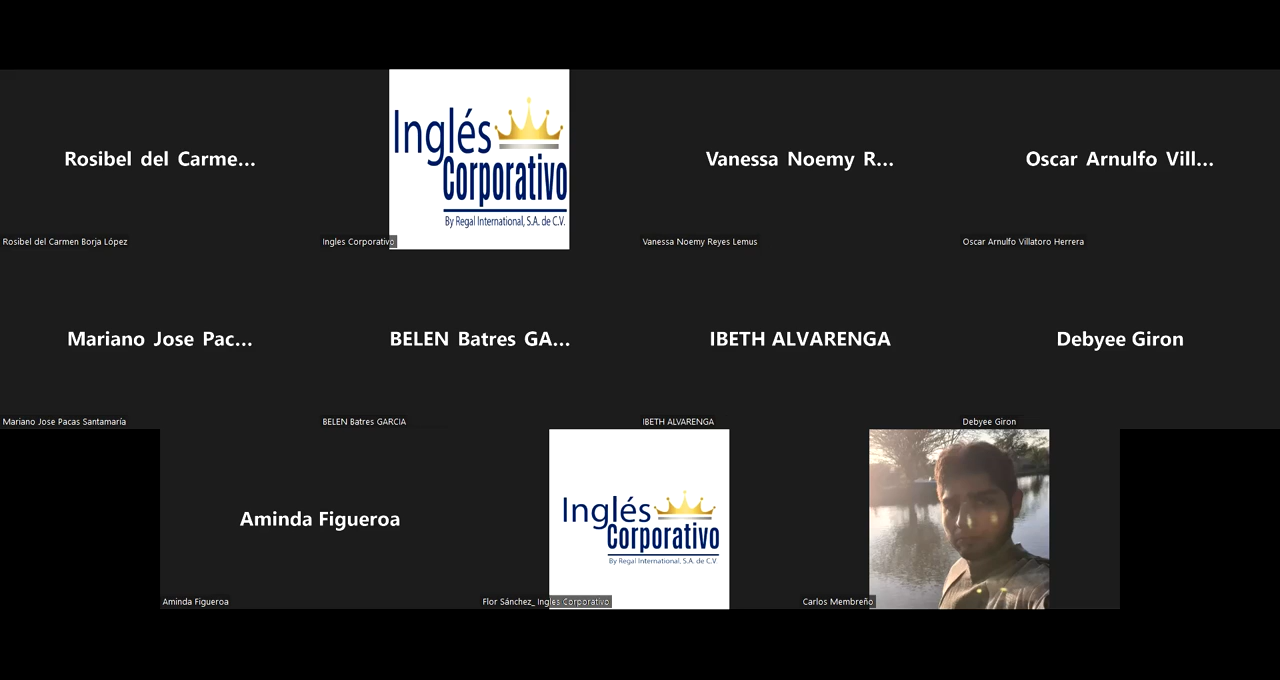 Rosibel del Carme...
Rosibel del Carmen Borja López
Inglés
Corporativo
By Regal International, S.A. de C.V.
Ingles Corporativo
Vanessa Noemy R...
Vanessa Noemy Reyes Lemus
Oscar Arnulfo Vill...
Oscar Arnulfo Villatoro Herrera
Mariano Jose Pac...
Mariano Jose Pacas Santamaría
BELEN Batres GA...
BELEN Batres GARCIA
IBETH ALVARENGA
IBETH ALVARENGA
Debyee Giron
Debyee Giron
Aminda Figueroa
Aminda Figueroa
Inglés
Corporativo
By Regal International, S.A. de C.V.
Flor Sánchez_ Ingles Corporativo
Carlos Membreño